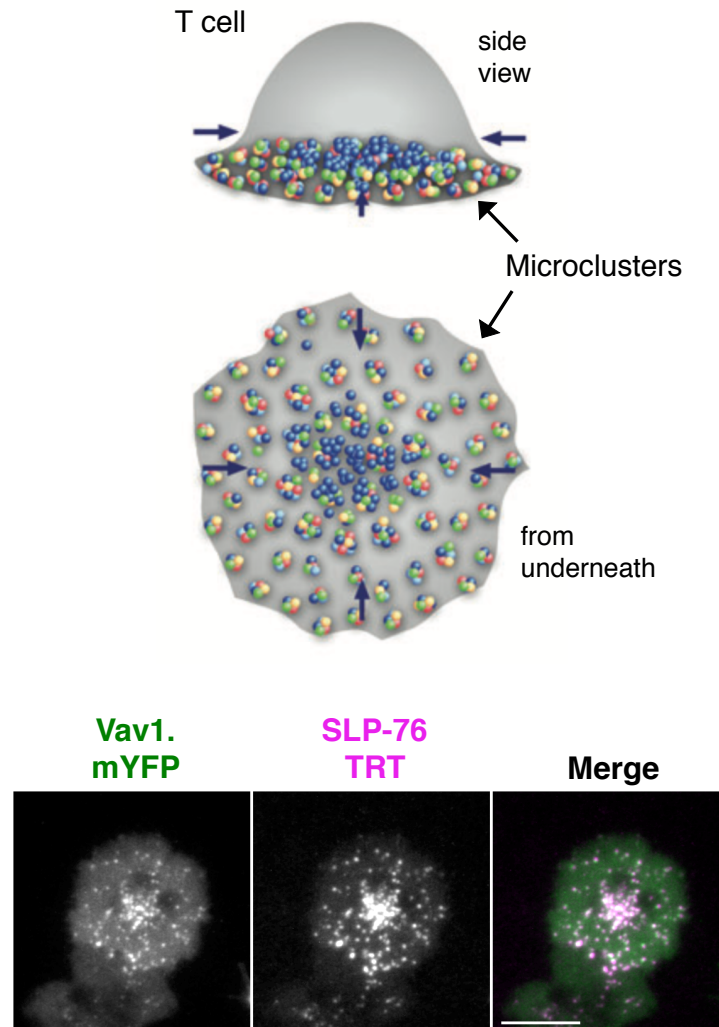 T cell
side
view
Microclusters
from
underneath
Vav1.
mYFP
SLP-76
TRT
Merge